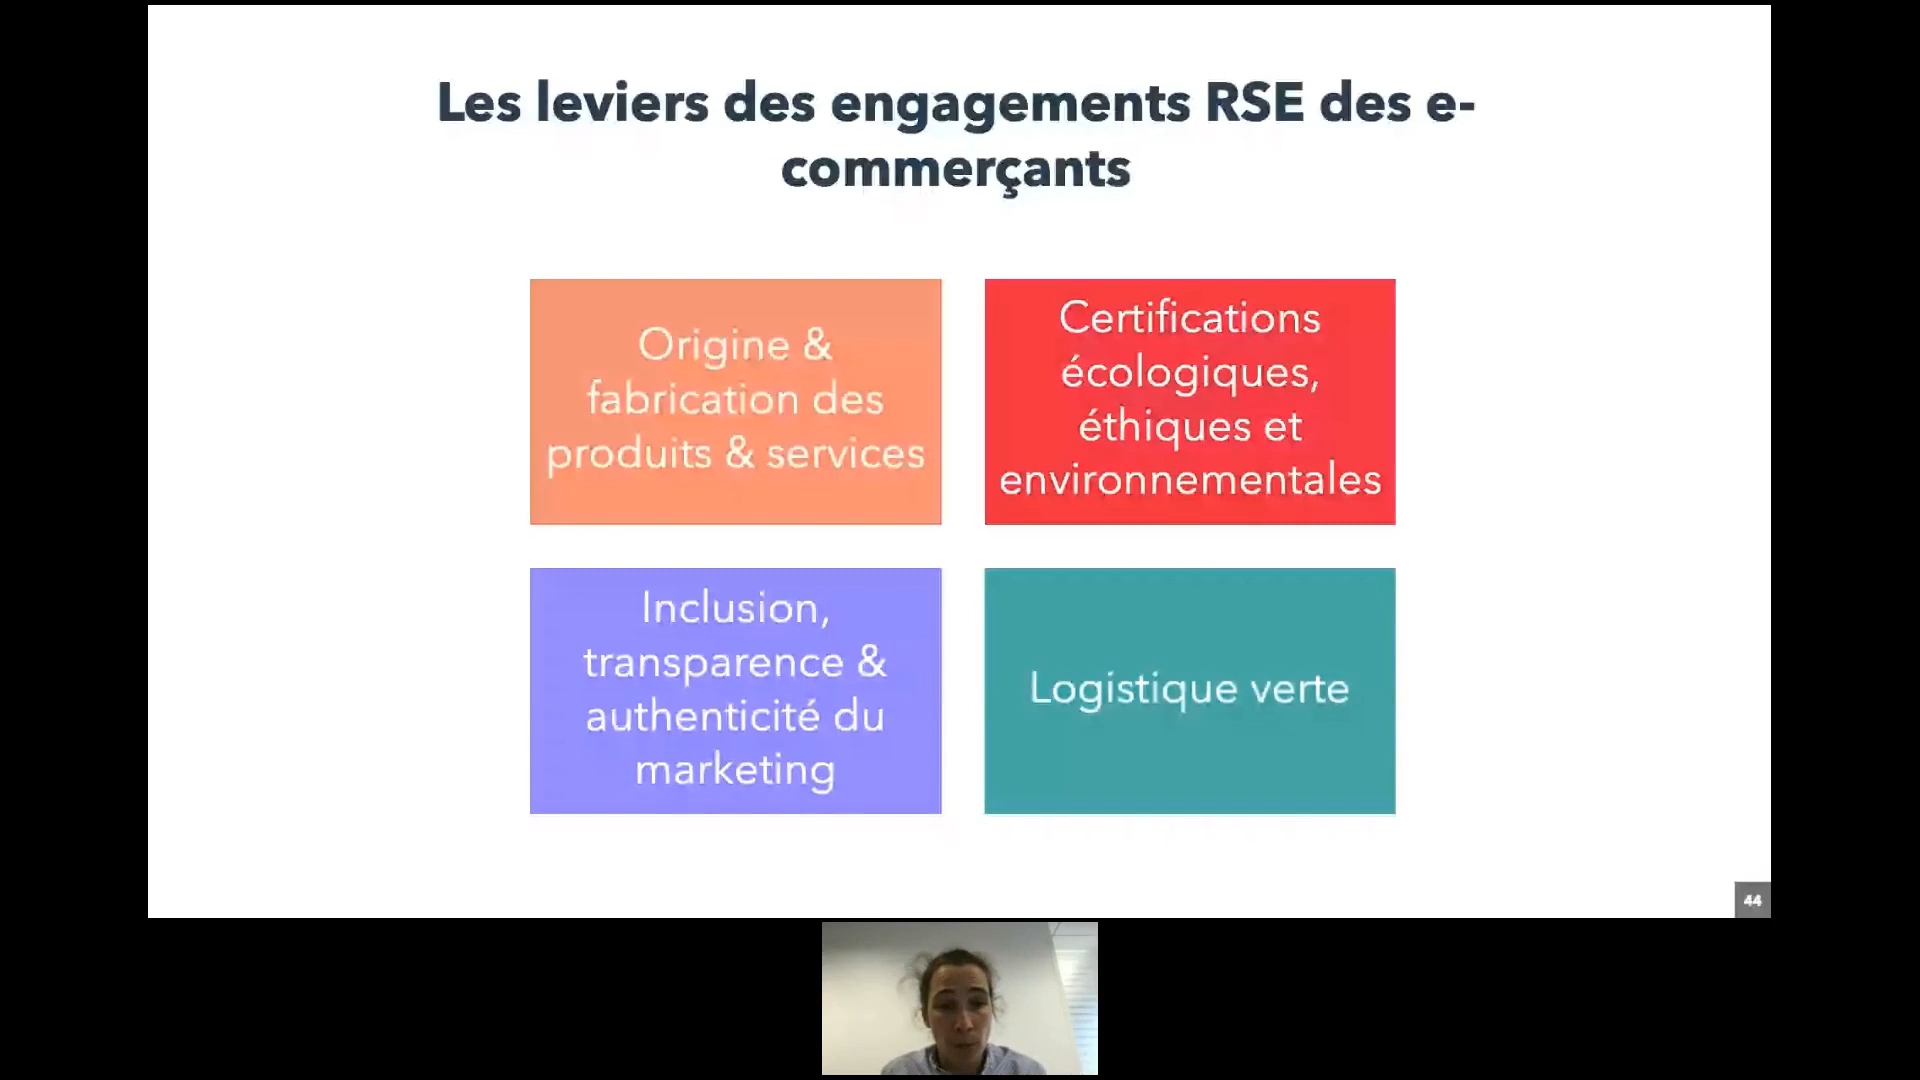 Les leviers des engagements RSE des e-
commerçants
Origine &
fabrication des
produits & services
Certifications
écologiques,
éthiques et
environnementales
Inclusion,
transparence &
authenticité du
marketing
Logistique verte
44